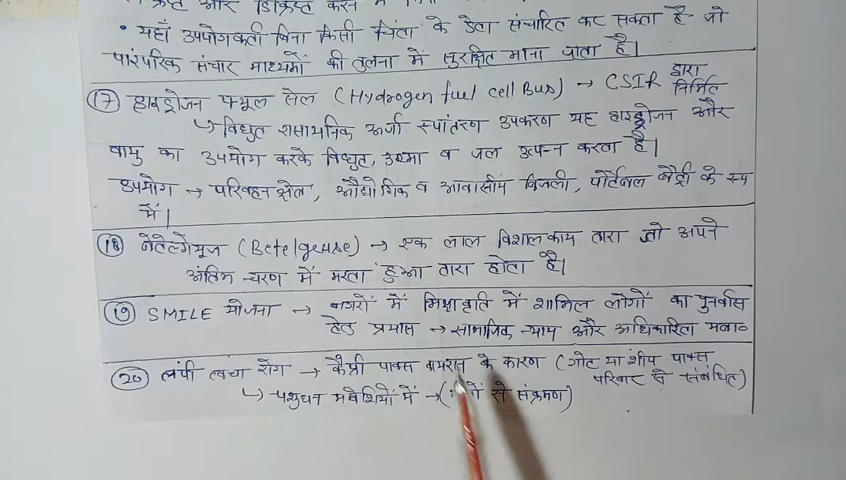 और डिक्रिप्ट करने में
• यहाँ उपयोगकर्ता बिना किसी चिंता के डेटा संचारित कर सकता है जो
पारंपरिक संचार माध्यमों की तुलना में सुरक्षित माना जाता है।
(17) हाइड्रोजन फ्यूल सेल (Hydrogen fuel cell Bus) → CSIR द्वारा निर्मित
↳ विद्युत रासायनिक ऊर्जा रूपांतरण उपकरण यह हाइड्रोजन और
वायु का उपयोग करके विद्युत, उष्मा व जल उत्पन्न करता है।
उपयोग → परिवहन क्षेत्र, औद्योगिक व आवासीय बिजली, पोर्टेबल बैट्री के रूप
में।
(18) बेटेल्गेयूज (Betelgeuse) → एक लाल विशालकाय तारा जो अपने
अंतिम चरण में मरता हुआ तारा होता है।
(19) SMILE योजना → नगरों में भिक्षावृति में शामिल लोगों का पुनर्वास
हेतु प्रयास → सामाजिक न्याय और अधिकारिता मंत्रा०
(20) लंपी त्वचा रोग → कैप्री पाक्स वायरस के कारण (गोट या शीप पाक्स
परिवार से संबंधित)
↳ पशुधन मवेशियों में → ( से संक्रमण)